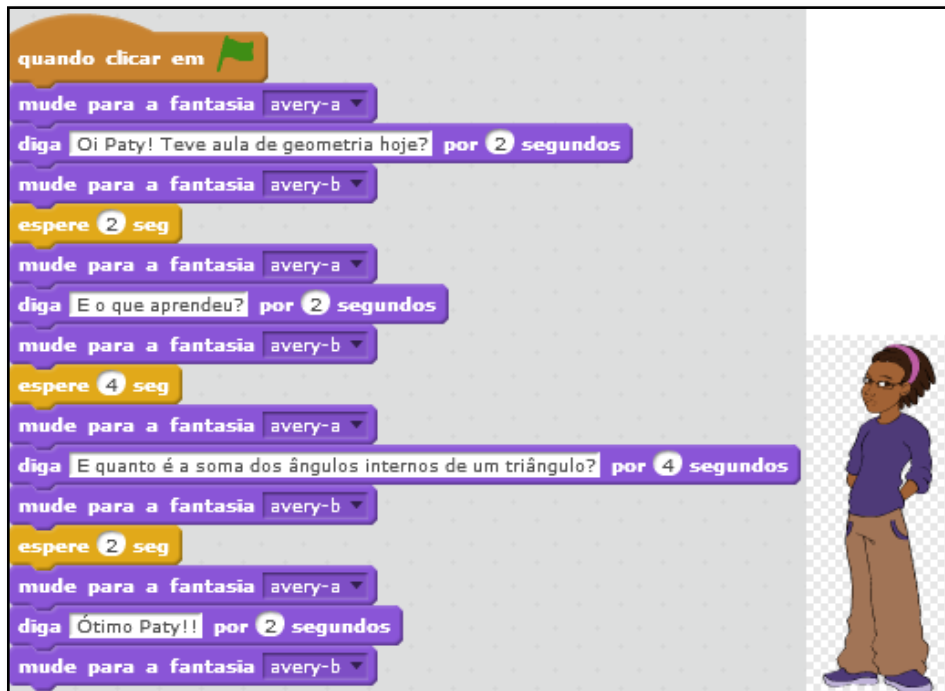 quando clicar em
mude para a fantasia avery-a
diga Oi Paty! Teve aula de geometria hoje? por 2 segundos
mude para a fantasia avery-b
espere 2 seg
mude para a fantasia avery-a
diga E o que aprendeu? por 2 segundos
mude para a fantasia avery-b
espere 4 seg
mude para a fantasia avery-a
diga E quanto é a soma dos ângulos internos de um triângulo? por 4 segundos
mude para a fantasia avery-b
espere 2 seg
mude para a fantasia avery-a
diga Ótimo Paty!! por 2 segundos
mude para a fantasia avery-b